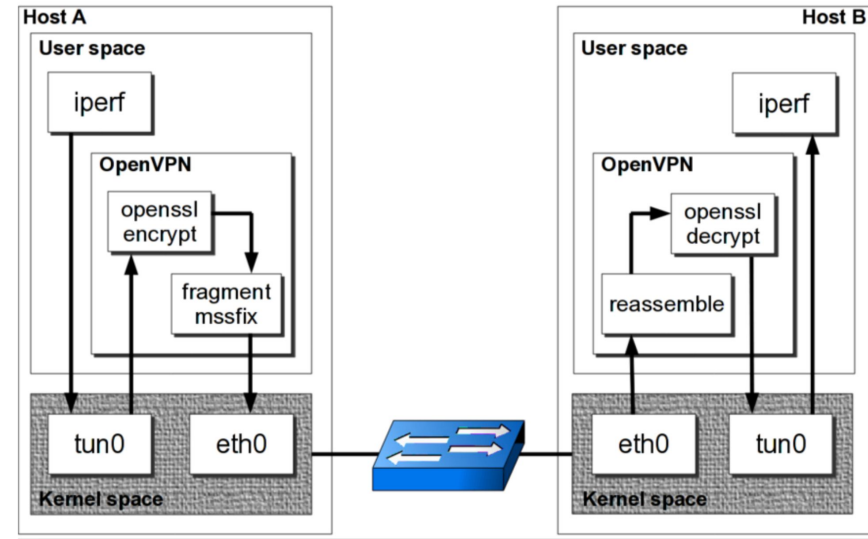 Host A
User space
iperf
OpenVPN
openssl
encrypt
fragment
mssfix
tun0
eth0
Kernel space
Host B
User space
iperf
OpenVPN
openssl
decrypt
reassemble
eth0
tun0
Kernel space